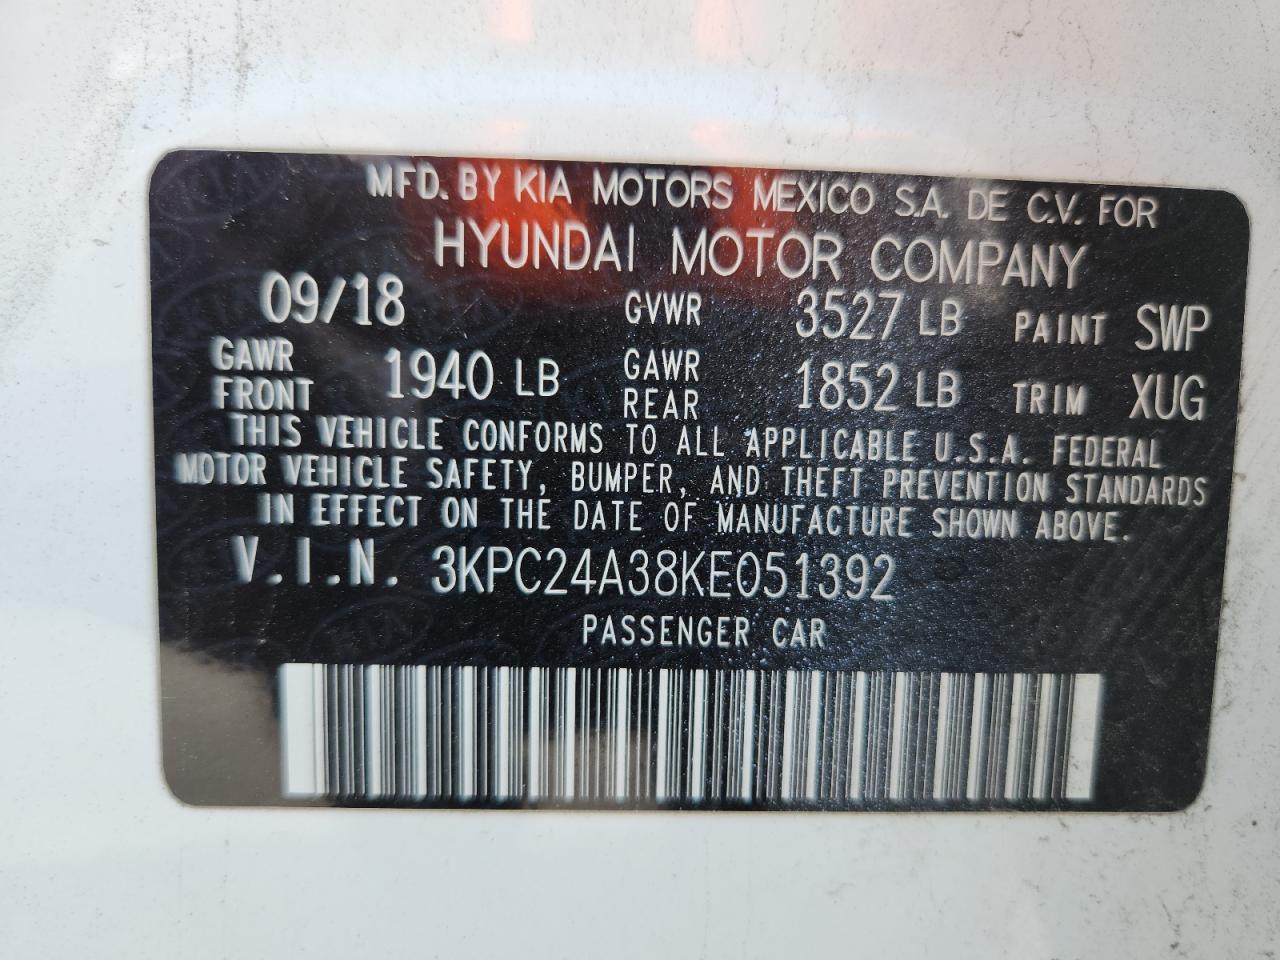 MFD. BY KIA MOTORS MEXICO S.A. DE C.V. FOR
HYUNDAI MOTOR COMPANY
09/18 GVWR 3527 LB PAINT SWP
GAWR FRONT 1940 LB GAWR REAR 1852 LB TRIM XUG
THIS VEHICLE CONFORMS TO ALL APPLICABLE U.S.A. FEDERAL
MOTOR VEHICLE SAFETY, BUMPER, AND THEFT PREVENTION STANDARDS
IN EFFECT ON THE DATE OF MANUFACTURE SHOWN ABOVE.
V.I.N. 3KPC24A38KE051392
PASSENGER CAR